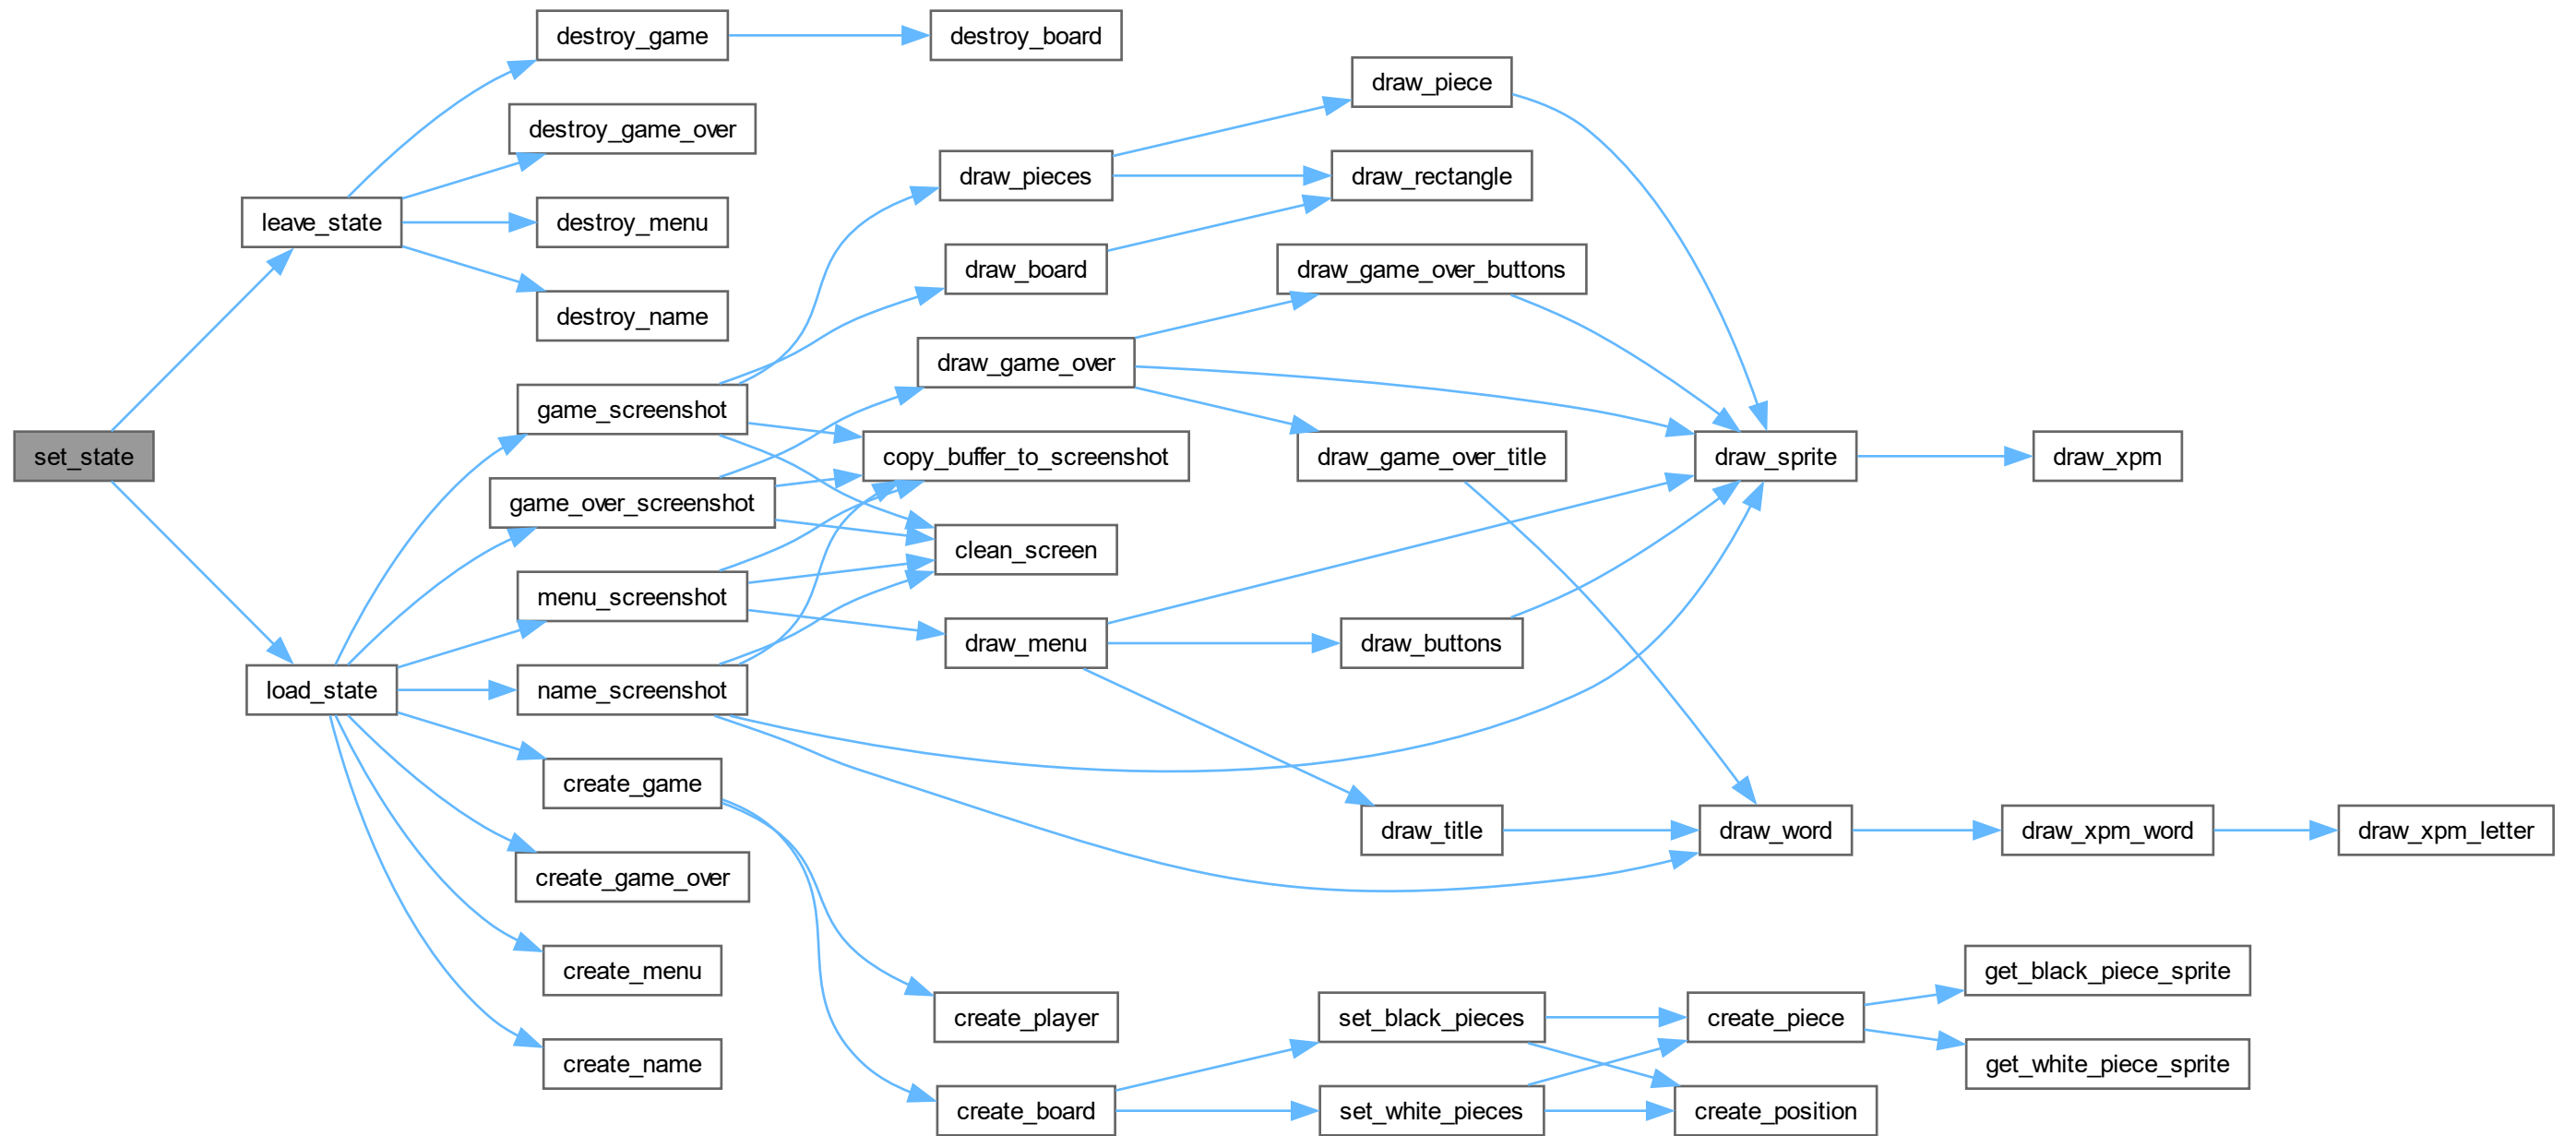 set_state
leave_state
destroy_game
destroy_board
destroy_game_over
destroy_menu
destroy_name
load_state
game_screenshot
game_over_screenshot
menu_screenshot
name_screenshot
create_game
create_game_over
create_menu
create_name
draw_pieces
draw_board
draw_game_over
copy_buffer_to_screenshot
clean_screen
draw_menu
create_player
create_board
draw_piece
draw_rectangle
draw_game_over_buttons
draw_game_over_title
draw_buttons
draw_title
set_black_pieces
set_white_pieces
draw_sprite
draw_word
create_piece
create_position
draw_xpm
draw_xpm_word
get_black_piece_sprite
get_white_piece_sprite
draw_xpm_letter